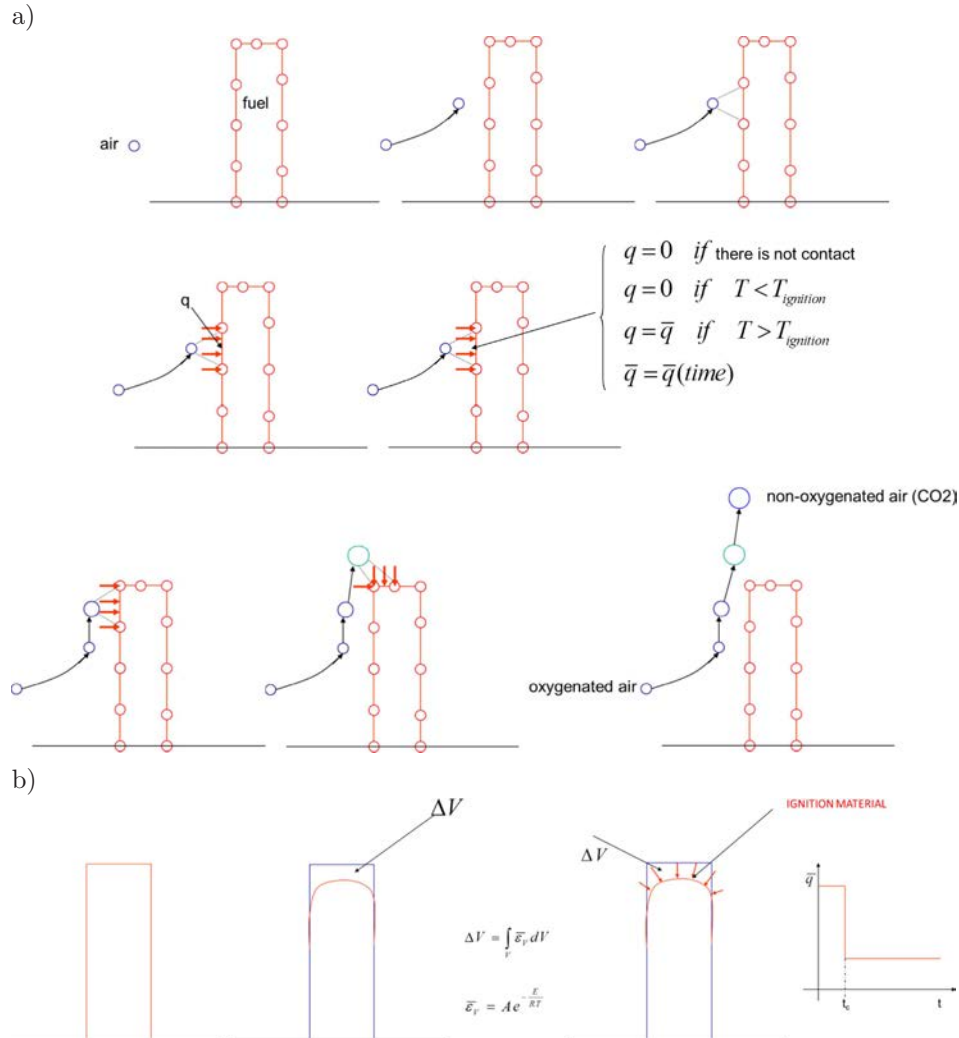 a)
fuel
air
q
q = 0 if there is not contact
q = 0 if T < T_ignition
q = q̅ if T > T_ignition
q̅ = q̅(time)
non-oxygenated air (CO2)
oxygenated air
b)
ΔV
IGNITION MATERIAL
ΔV
q̅
ΔV = ∫_V ε̅_V dV
ε̅_V = A e^{-E/RT}
t_c
t